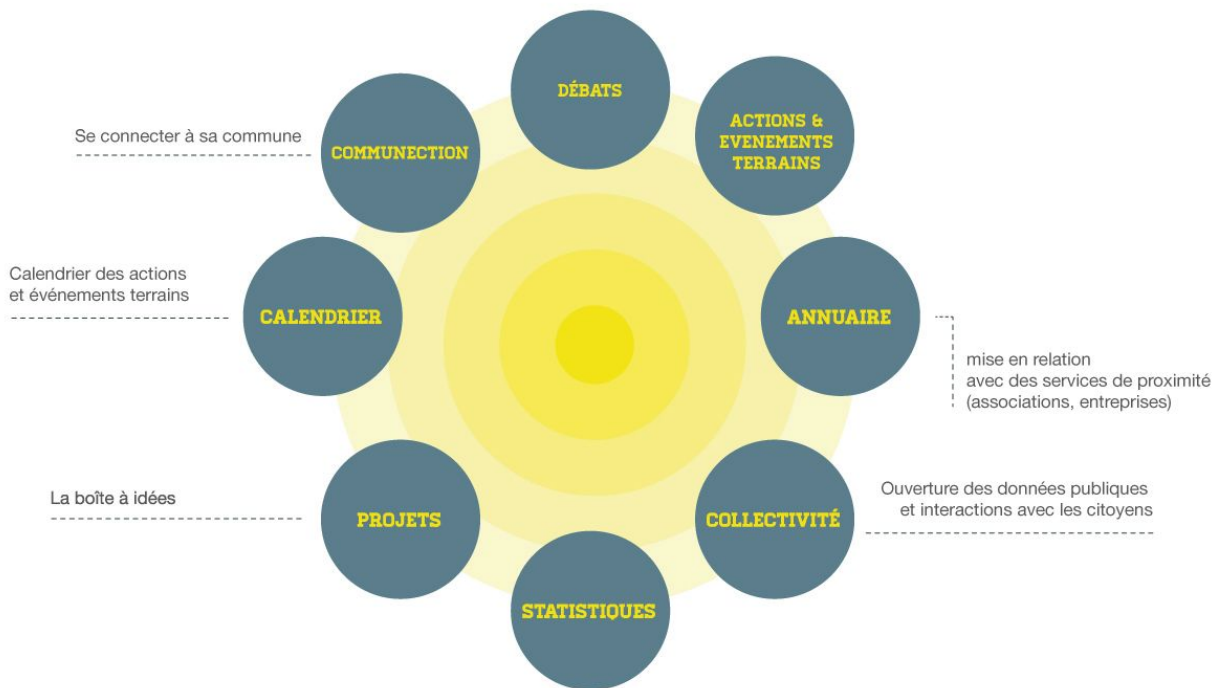 DÉBATS
ACTIONS &
EVENEMENTS
TERRAINS
Se connecter à sa commune
COMMUNECTION
Calendrier des actions
et événements terrains
CALENDRIER
ANNUAIRE
mise en relation
avec des services de proximité
(associations, entreprises)
La boîte à idées
PROJETS
COLLECTIVITÉ
Ouverture des données publiques
et interactions avec les citoyens
STATISTIQUES